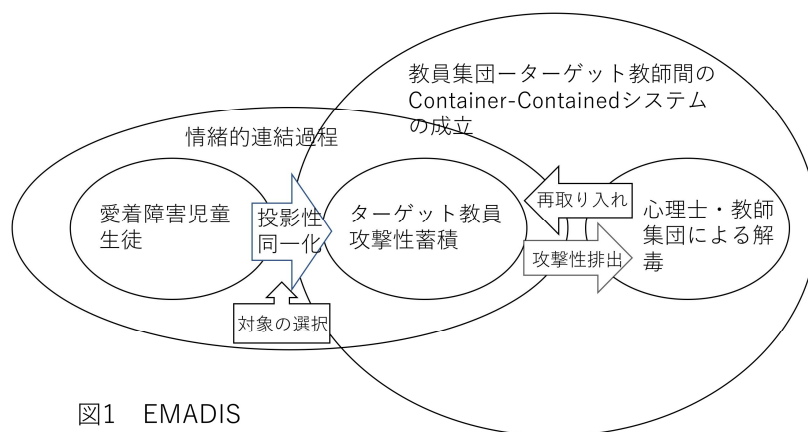 教員集団ーターゲット教師間の
Container-Containedシステム
の成立
情緒的連結過程
愛着障害児童
生徒
投影性
同一化
ターゲット教員
攻撃性蓄積
再取り入れ
攻撃性排出
心理士・教師
集団による解
毒
対象の選択
図1 EMADIS